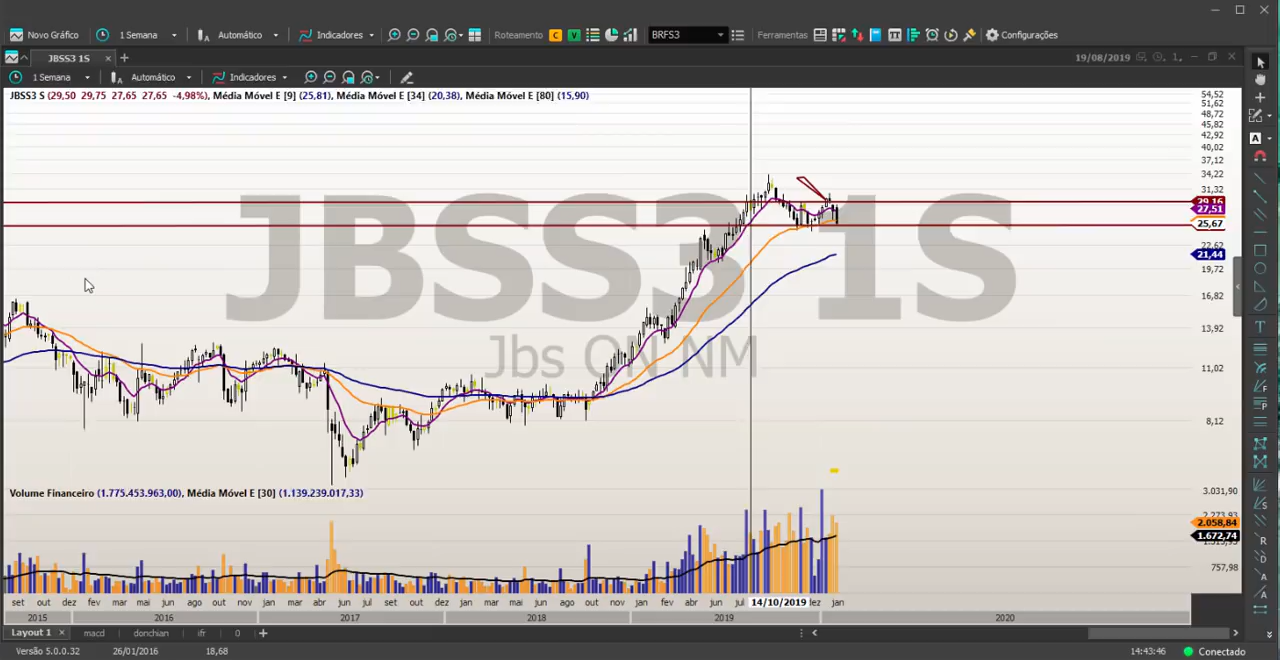 Novo Gráfico 1 Semana Automático Indicadores Roteamento C V BRFS3 Ferramentas Configurações
JBSS3 1S × + 19/08/2019 1
1 Semana Automático Indicadores
JBSS3 S (29,50 29,75 27,65 27,65 -4,98%), Média Móvel E [9] (25,81), Média Móvel E [34] (20,38), Média Móvel E [80] (15,90)
54,52
51,62
48,72
45,82
42,92
40,02
37,12
34,22
31,32
29,16
27,51
25,67
22,62
21,44
19,72
16,82
13,92
11,02
8,12
JBSS3 1S
Jbs ON NM
Volume Financeiro (1.775.453.963,00), Média Móvel E [30] (1.139.239.017,33)
3.031,90
2.273,93
2.058,84
1.672,74
757,98
set out dez fev mar mai jun ago out nov jan mar abr jun jul set out dez jan mar mai jun ago out nov jan fev abr jun jul 14/10/2019 dez jan
2015 2016 2017 2018 2019 2020
Layout 1 × macd donchian ifr 0 +
Versão 5.0.0.32 26/01/2016 18,68 14:43:46 Conectado